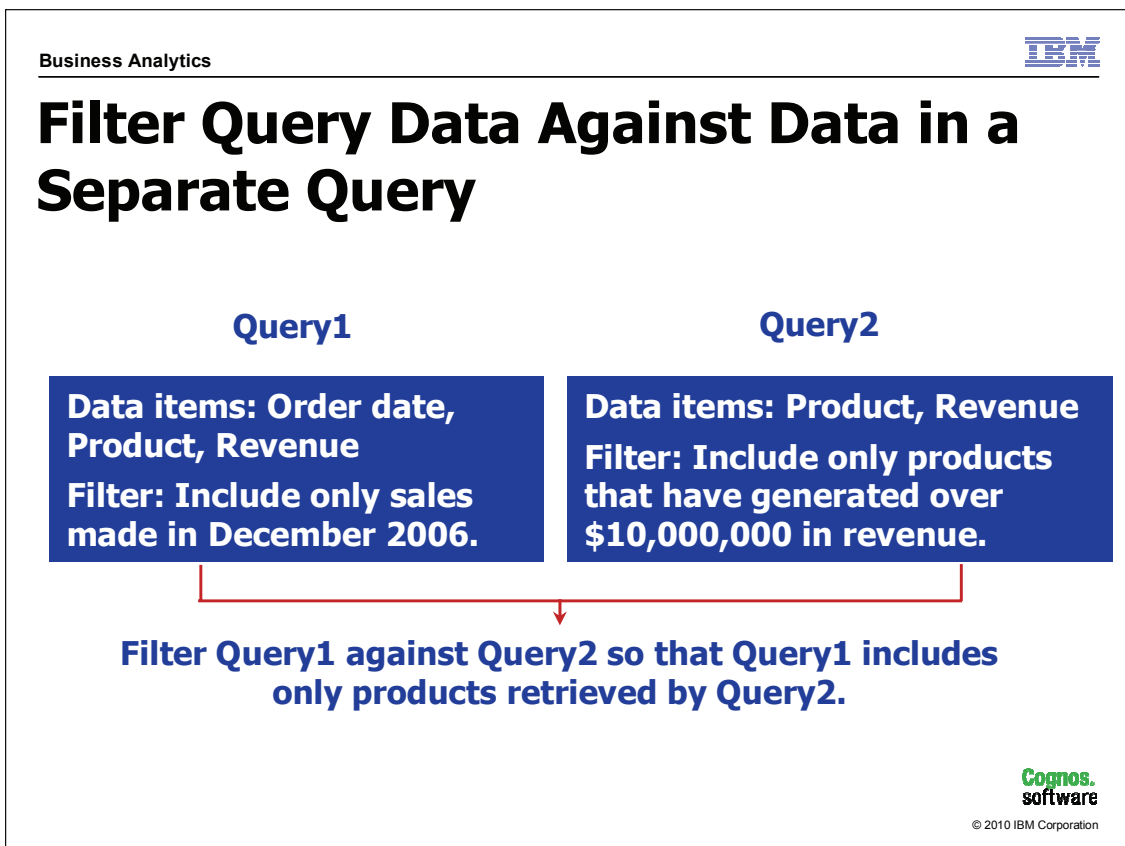 Business Analytics
IBM
Filter Query Data Against Data in a
Separate Query
Query1
Data items: Order date,
Product, Revenue
Filter: Include only sales
made in December 2006.
Query2
Data items: Product, Revenue
Filter: Include only products
that have generated over
$10,000,000 in revenue.
Filter Query1 against Query2 so that Query1 includes
only products retrieved by Query2.
Cognos.
software
© 2010 IBM Corporation